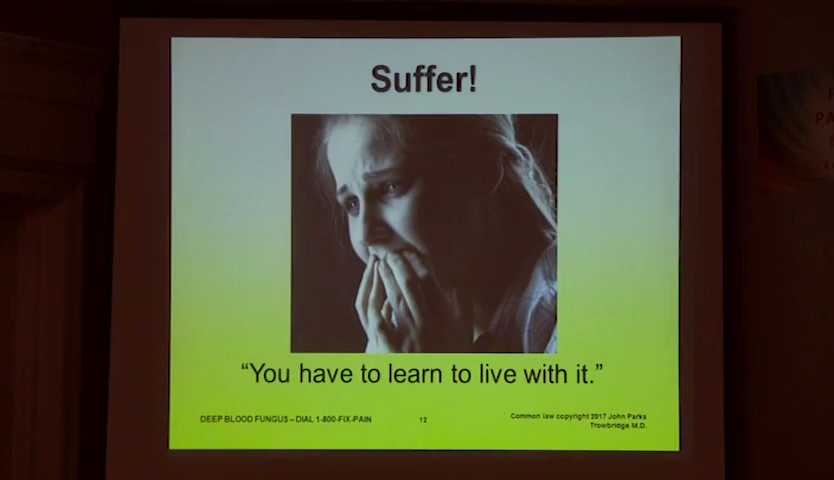 Suffer!
“You have to learn to live with it.”
DEEP BLOOD FUNGUS – DIAL 1-800-FIX-PAIN
12
Common law copyright 2017 John Parks
Trowbridge M.D.